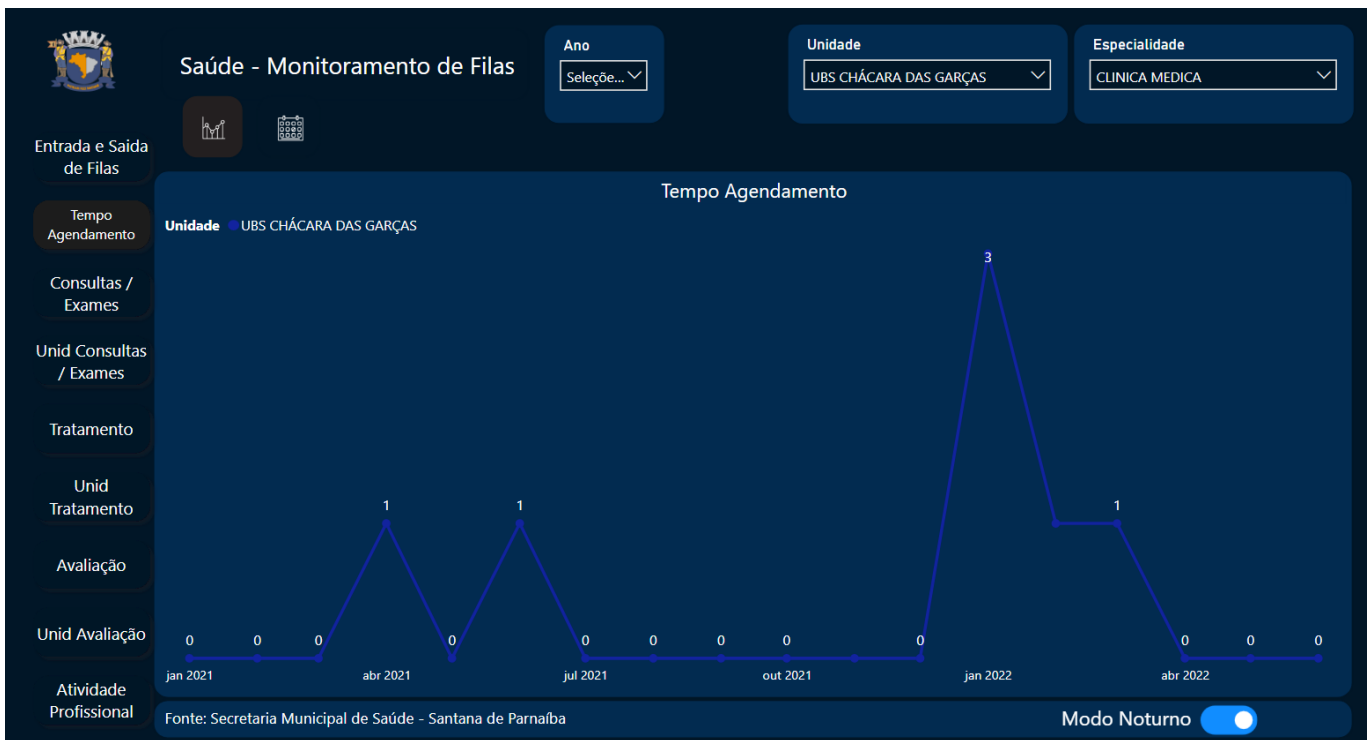 Saúde - Monitoramento de Filas
Ano
Seleçõe...
Unidade
UBS CHÁCARA DAS GARÇAS
Especialidade
CLINICA MEDICA
Entrada e Saida
de Filas
Tempo
Agendamento
Consultas /
Exames
Unid Consultas
/ Exames
Tratamento
Unid
Tratamento
Avaliação
Unid Avaliação
Atividade
Profissional
Tempo Agendamento
Unidade UBS CHÁCARA DAS GARÇAS
3
1 1 1
0 0 0 0 0 0 0 0 0 0 0 0
jan 2021 abr 2021 jul 2021 out 2021 jan 2022 abr 2022
Fonte: Secretaria Municipal de Saúde - Santana de Parnaíba
Modo Noturno